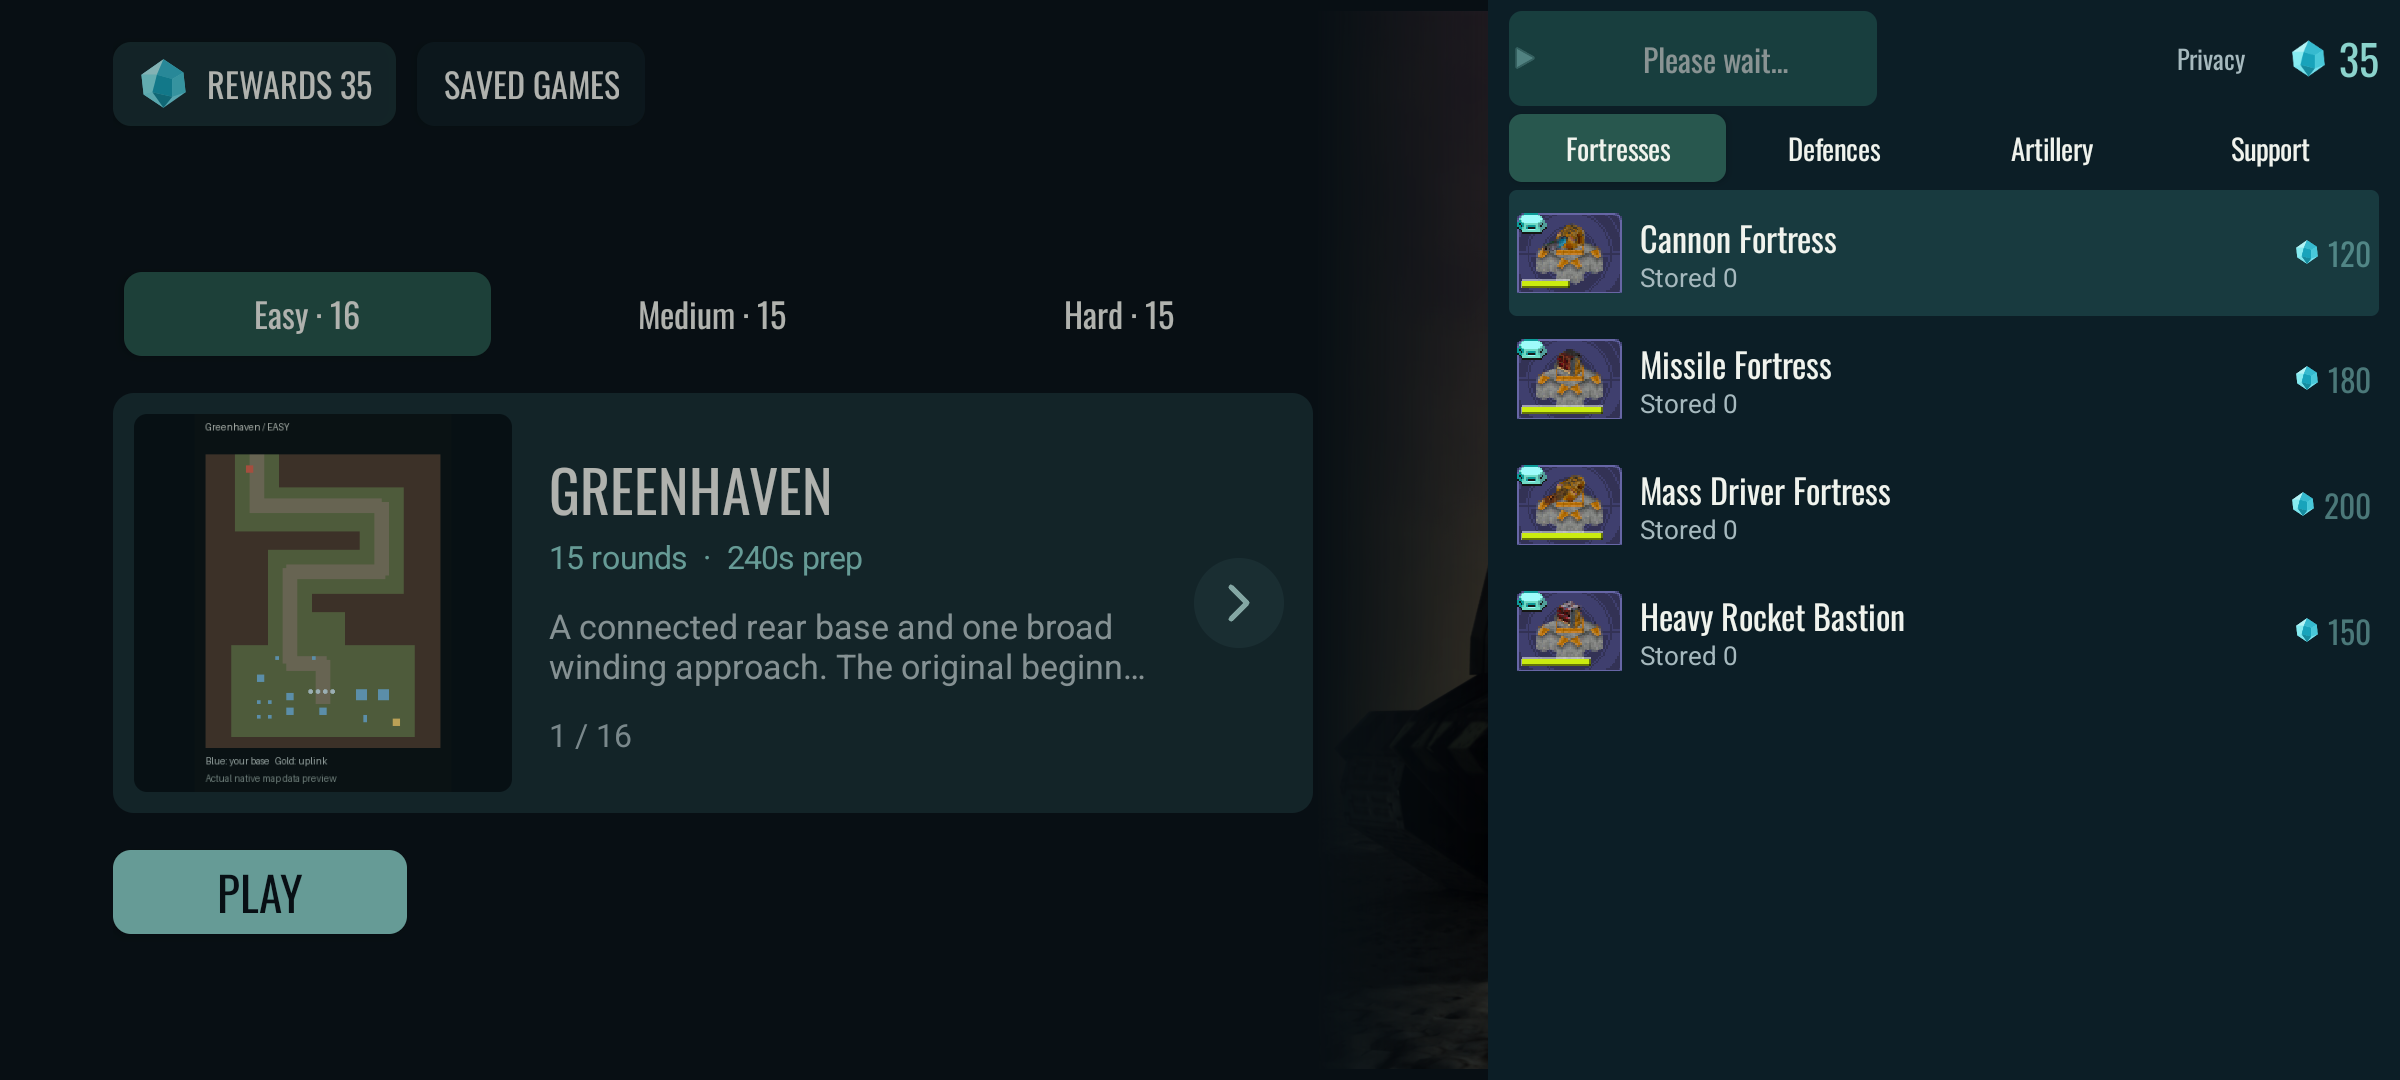 REWARDS 35
SAVED GAMES
Easy · 16
Medium · 15
Hard · 15
Greenhaven / EASY
Blue: your base Gold: uplink
Actual native map data preview
GREENHAVEN
15 rounds · 240s prep
A connected rear base and one broad
winding approach. The original beginn...
1 / 16
PLAY
Please wait...
Privacy
35
Fortresses
Defences
Artillery
Support
Cannon Fortress
Stored 0
120
Missile Fortress
Stored 0
180
Mass Driver Fortress
Stored 0
200
Heavy Rocket Bastion
Stored 0
150